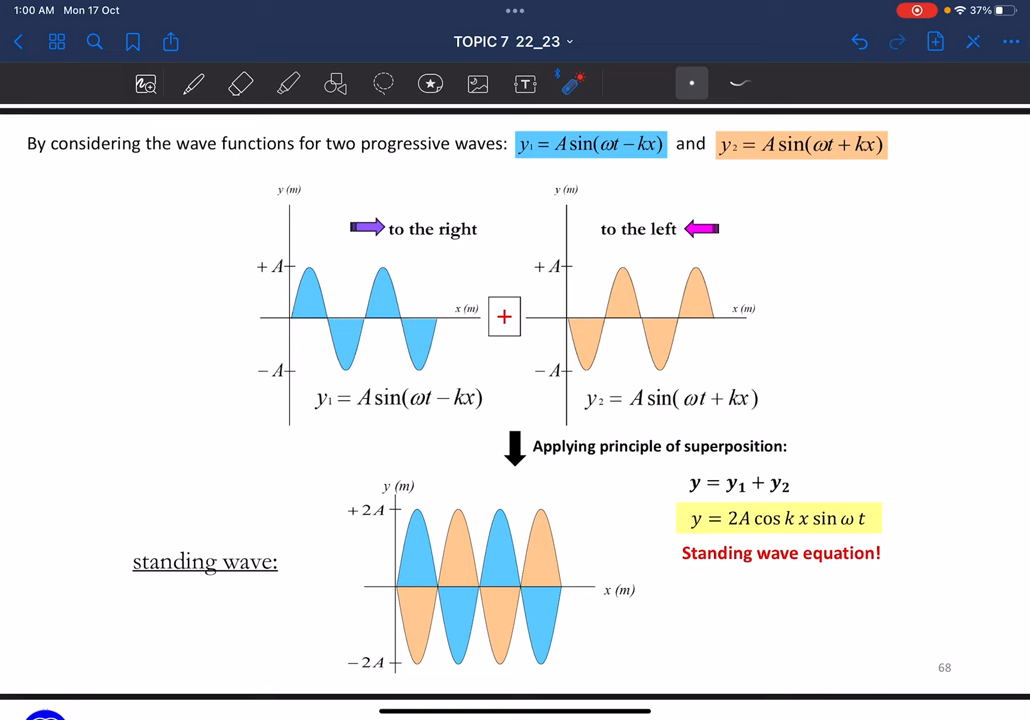 1:00 AM Mon 17 Oct
37%
TOPIC 7 22_23
By considering the wave functions for two progressive waves: y₁ = A sin(ωt − kx) and y₂ = A sin(ωt + kx)
y (m)
y (m)
to the right
to the left
+ A
+ A
x (m)
+
x (m)
− A
− A
y₁ = A sin(ωt − kx)
y₂ = A sin( ωt + kx)
Applying principle of superposition:
y = y₁ + y₂
y (m)
+ 2A
y = 2A cos k x sin ω t
Standing wave equation!
standing wave:
x (m)
− 2A
68